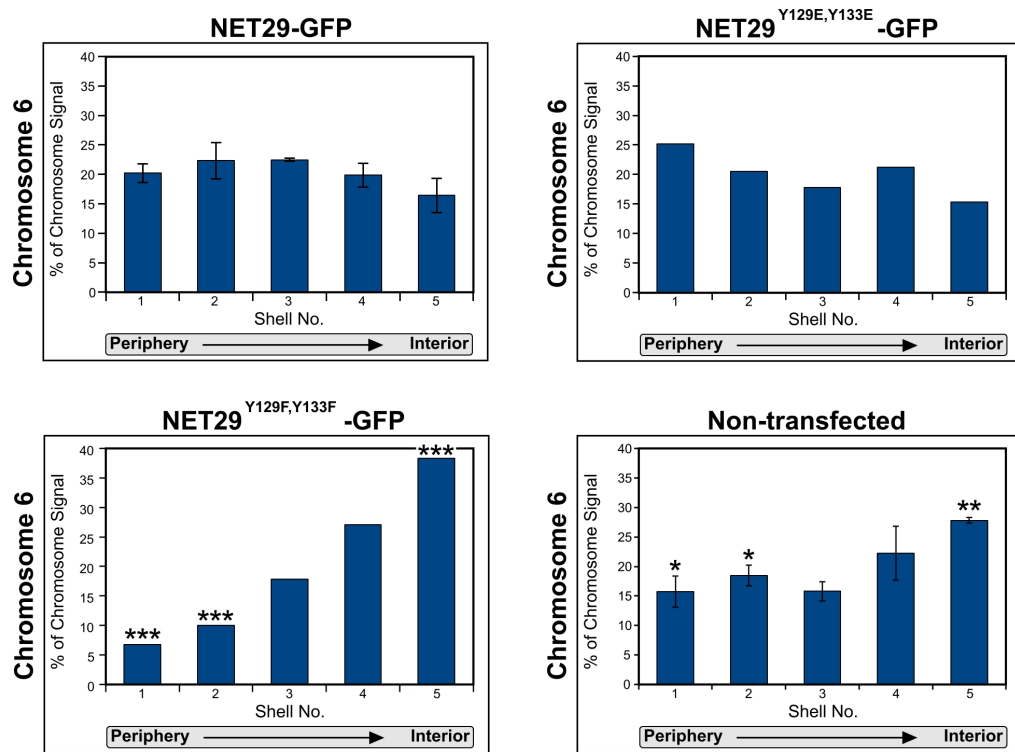 NET29-GFP
Chromosome 6
% of Chromosome Signal
40
35
30
25
20
15
10
5
0
1 2 3 4 5
Shell No.
Periphery Interior
NET29 Y129E,Y133E -GFP
Chromosome 6
% of Chromosome Signal
40
35
30
25
20
15
10
5
0
1 2 3 4 5
Shell No.
Periphery Interior
NET29 Y129F,Y133F -GFP
Chromosome 6
% of Chromosome Signal
40
35
30
25
20
15
10
5
0
***
***
***
1 2 3 4 5
Shell No.
Periphery Interior
Non-transfected
Chromosome 6
% of Chromosome Signal
40
35
30
25
20
15
10
5
0
*
*
**
1 2 3 4 5
Shell No.
Periphery Interior